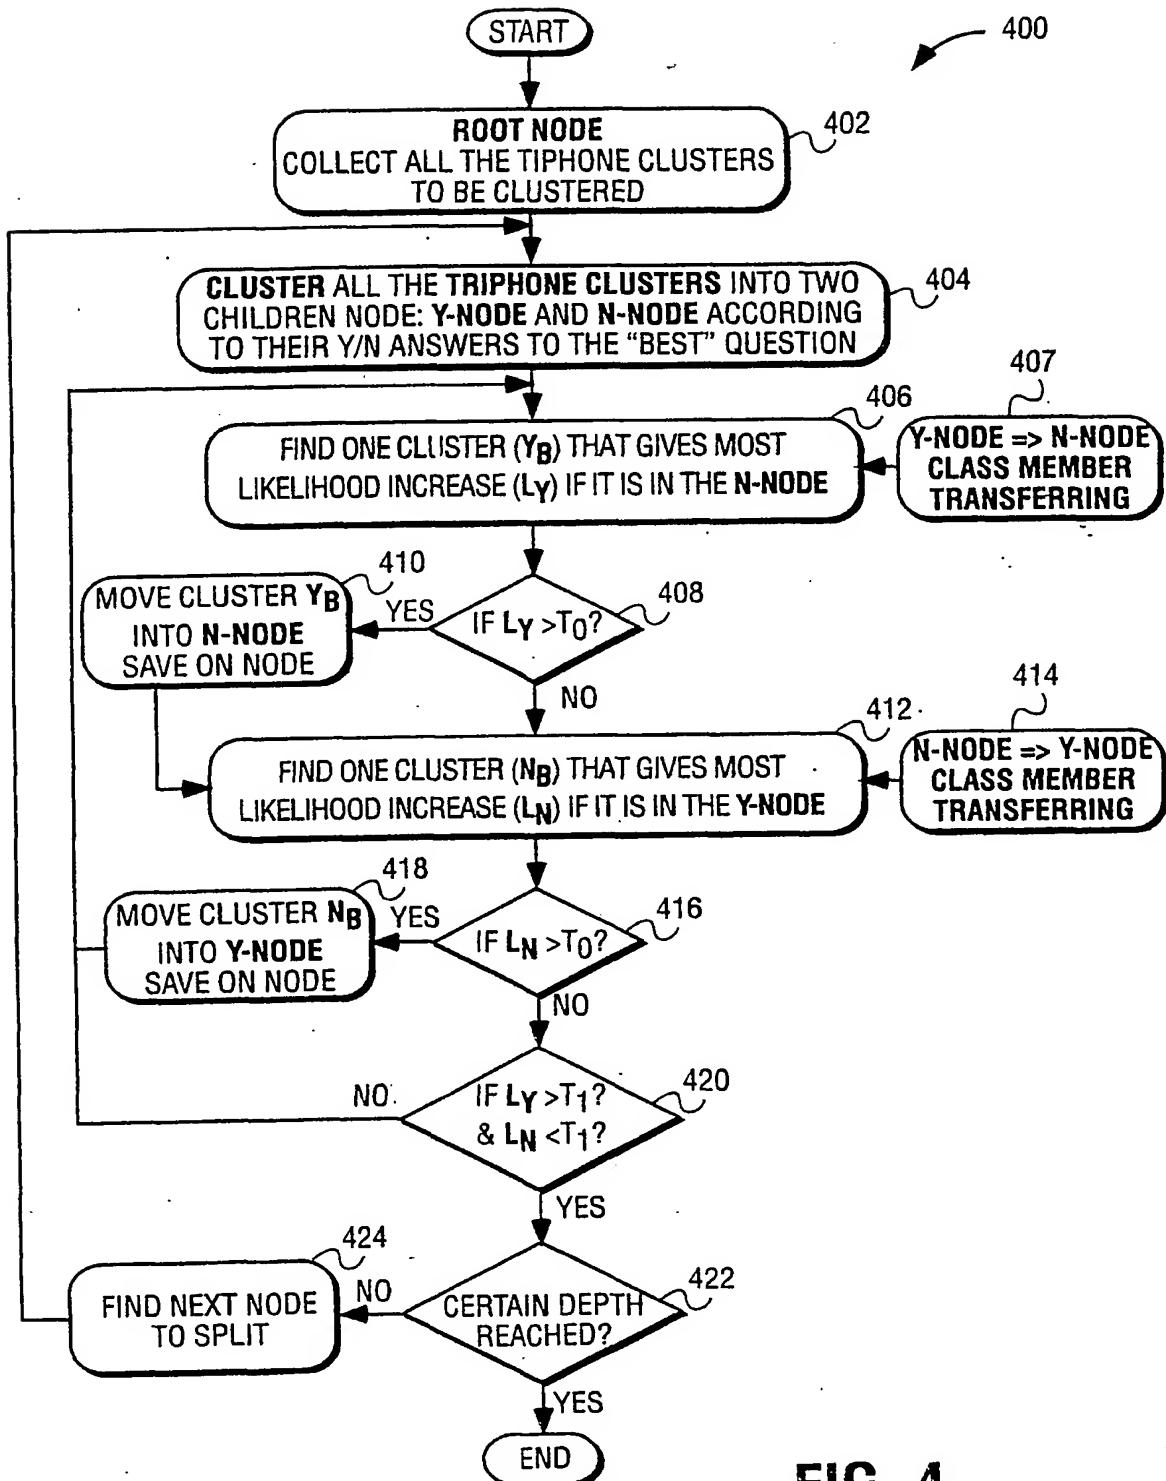 START
400
ROOT NODE
COLLECT ALL THE TIPHONE CLUSTERS
TO BE CLUSTERED
402
CLUSTER ALL THE TRIPHONE CLUSTERS INTO TWO
CHILDREN NODE: Y-NODE AND N-NODE ACCORDING
TO THEIR Y/N ANSWERS TO THE "BEST" QUESTION
404
406
407
FIND ONE CLUSTER (YB) THAT GIVES MOST
LIKELIHOOD INCREASE (LY) IF IT IS IN THE N-NODE
Y-NODE => N-NODE
CLASS MEMBER
TRANSFERRING
410
MOVE CLUSTER YB
INTO N-NODE
SAVE ON NODE
YES
IF LY >T0?
408
NO
412
414
FIND ONE CLUSTER (NB) THAT GIVES MOST
LIKELIHOOD INCREASE (LN) IF IT IS IN THE Y-NODE
N-NODE => Y-NODE
CLASS MEMBER
TRANSFERRING
418
MOVE CLUSTER NB
INTO Y-NODE
SAVE ON NODE
YES
IF LN >T0?
416
NO
NO
IF LY >T1?
& LN <T1?
420
YES
424
FIND NEXT NODE
TO SPLIT
NO
CERTAIN DEPTH
REACHED?
422
YES
END
FIG. 4